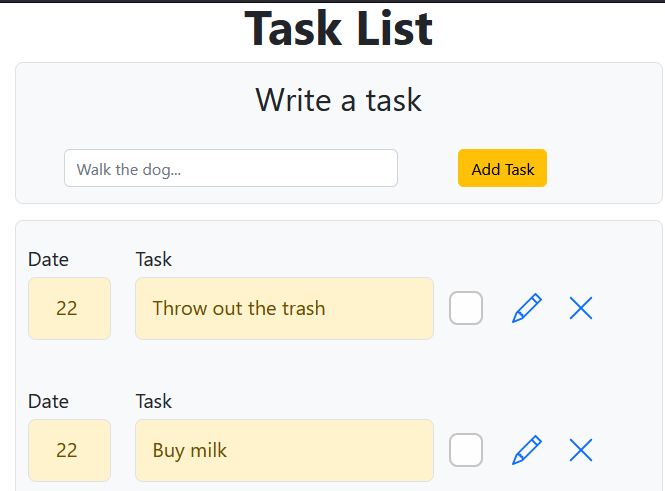 Task List
Write a task
Walk the dog...
Add Task
Date Task
22 Throw out the trash
Date Task
22 Buy milk